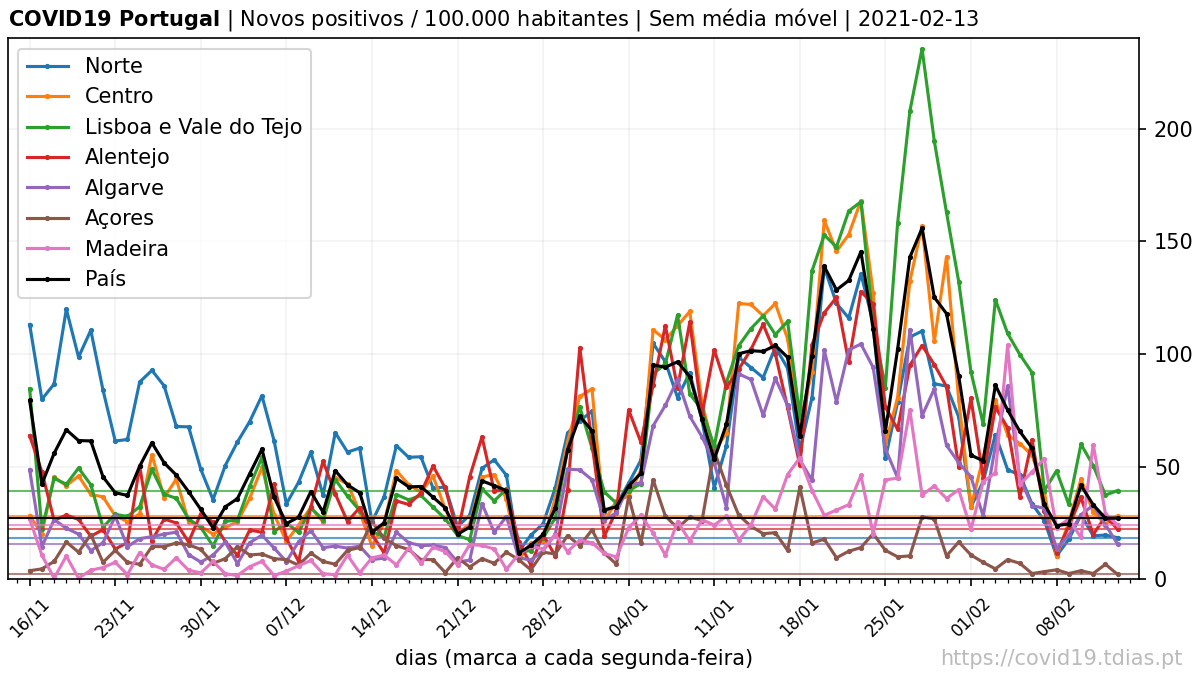 COVID19 Portugal | Novos positivos / 100.000 habitantes | Sem média móvel | 2021-02-13
Norte
Centro
Lisboa e Vale do Tejo
Alentejo
Algarve
Açores
Madeira
País
200
150
100
50
0
16/11 23/11 30/11 07/12 14/12 21/12 28/12 04/01 11/01 18/01 25/01 01/02 08/02
dias (marca a cada segunda-feira)
https://covid19.tdias.pt